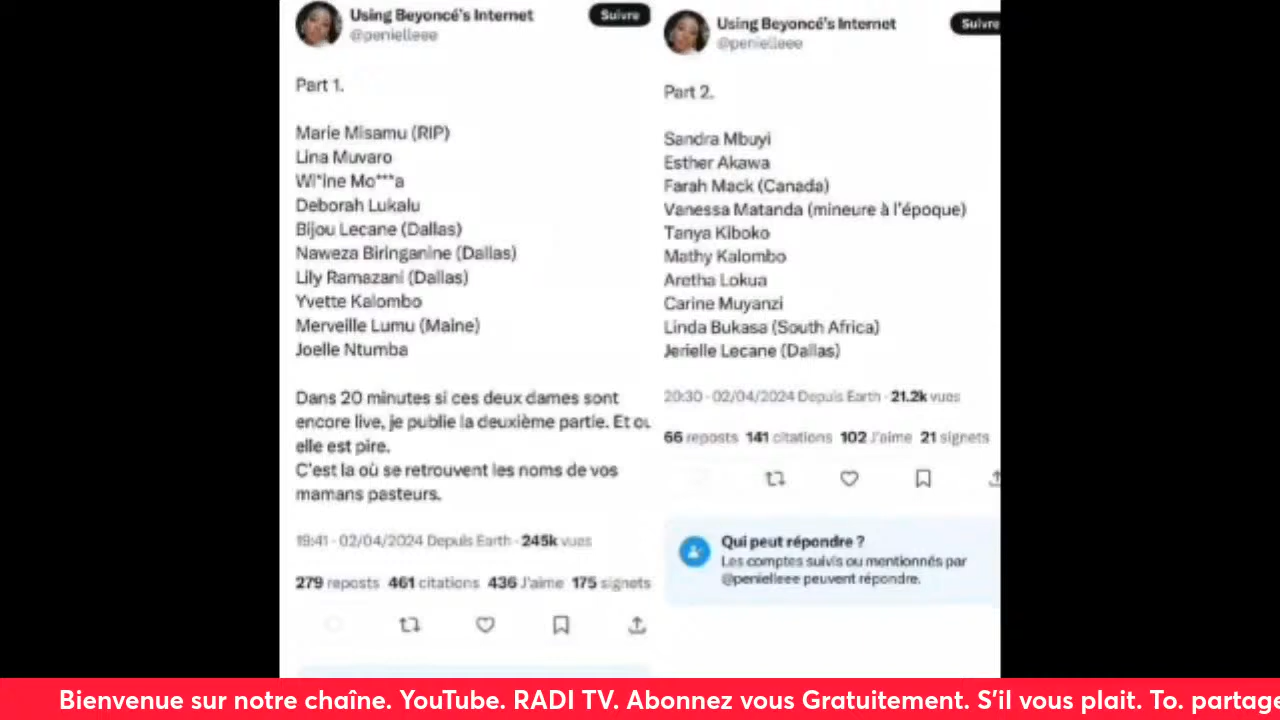 Using Beyoncé's Internet
Suivre
@penielleee
Part 1.
Marie Misamu (RIP)
Lina Muvaro
Wi*ine Mo***a
Deborah Lukalu
Bijou Lecane (Dallas)
Naweza Biringanine (Dallas)
Lily Ramazani (Dallas)
Yvette Kalombo
Merveille Lumu (Maine)
Joelle Ntumba
Dans 20 minutes si ces deux dames sont
encore live, je publie la deuxième partie. Et ou
elle est pire.
C'est la où se retrouvent les noms de vos
mamans pasteurs.
19:41 · 02/04/2024 Depuis Earth · 245k vues
279 reposts 461 citations 436 J'aime 175 signets
Using Beyoncé's Internet
Suivre
@penielleee
Part 2.
Sandra Mbuyi
Esther Akawa
Farah Mack (Canada)
Vanessa Matanda (mineure à l'époque)
Tanya Kiboko
Mathy Kalombo
Aretha Lokua
Carine Muyanzi
Linda Bukasa (South Africa)
Jerielle Lecane (Dallas)
20:30 · 02/04/2024 Depuis Earth · 21.2k vues
66 reposts 141 citations 102 J'aime 21 signets
Qui peut répondre ?
Les comptes suivis ou mentionnés par
@penielleee peuvent répondre.
Bienvenue sur notre chaîne. YouTube. RADI TV. Abonnez vous Gratuitement. S'il vous plait. To. partage